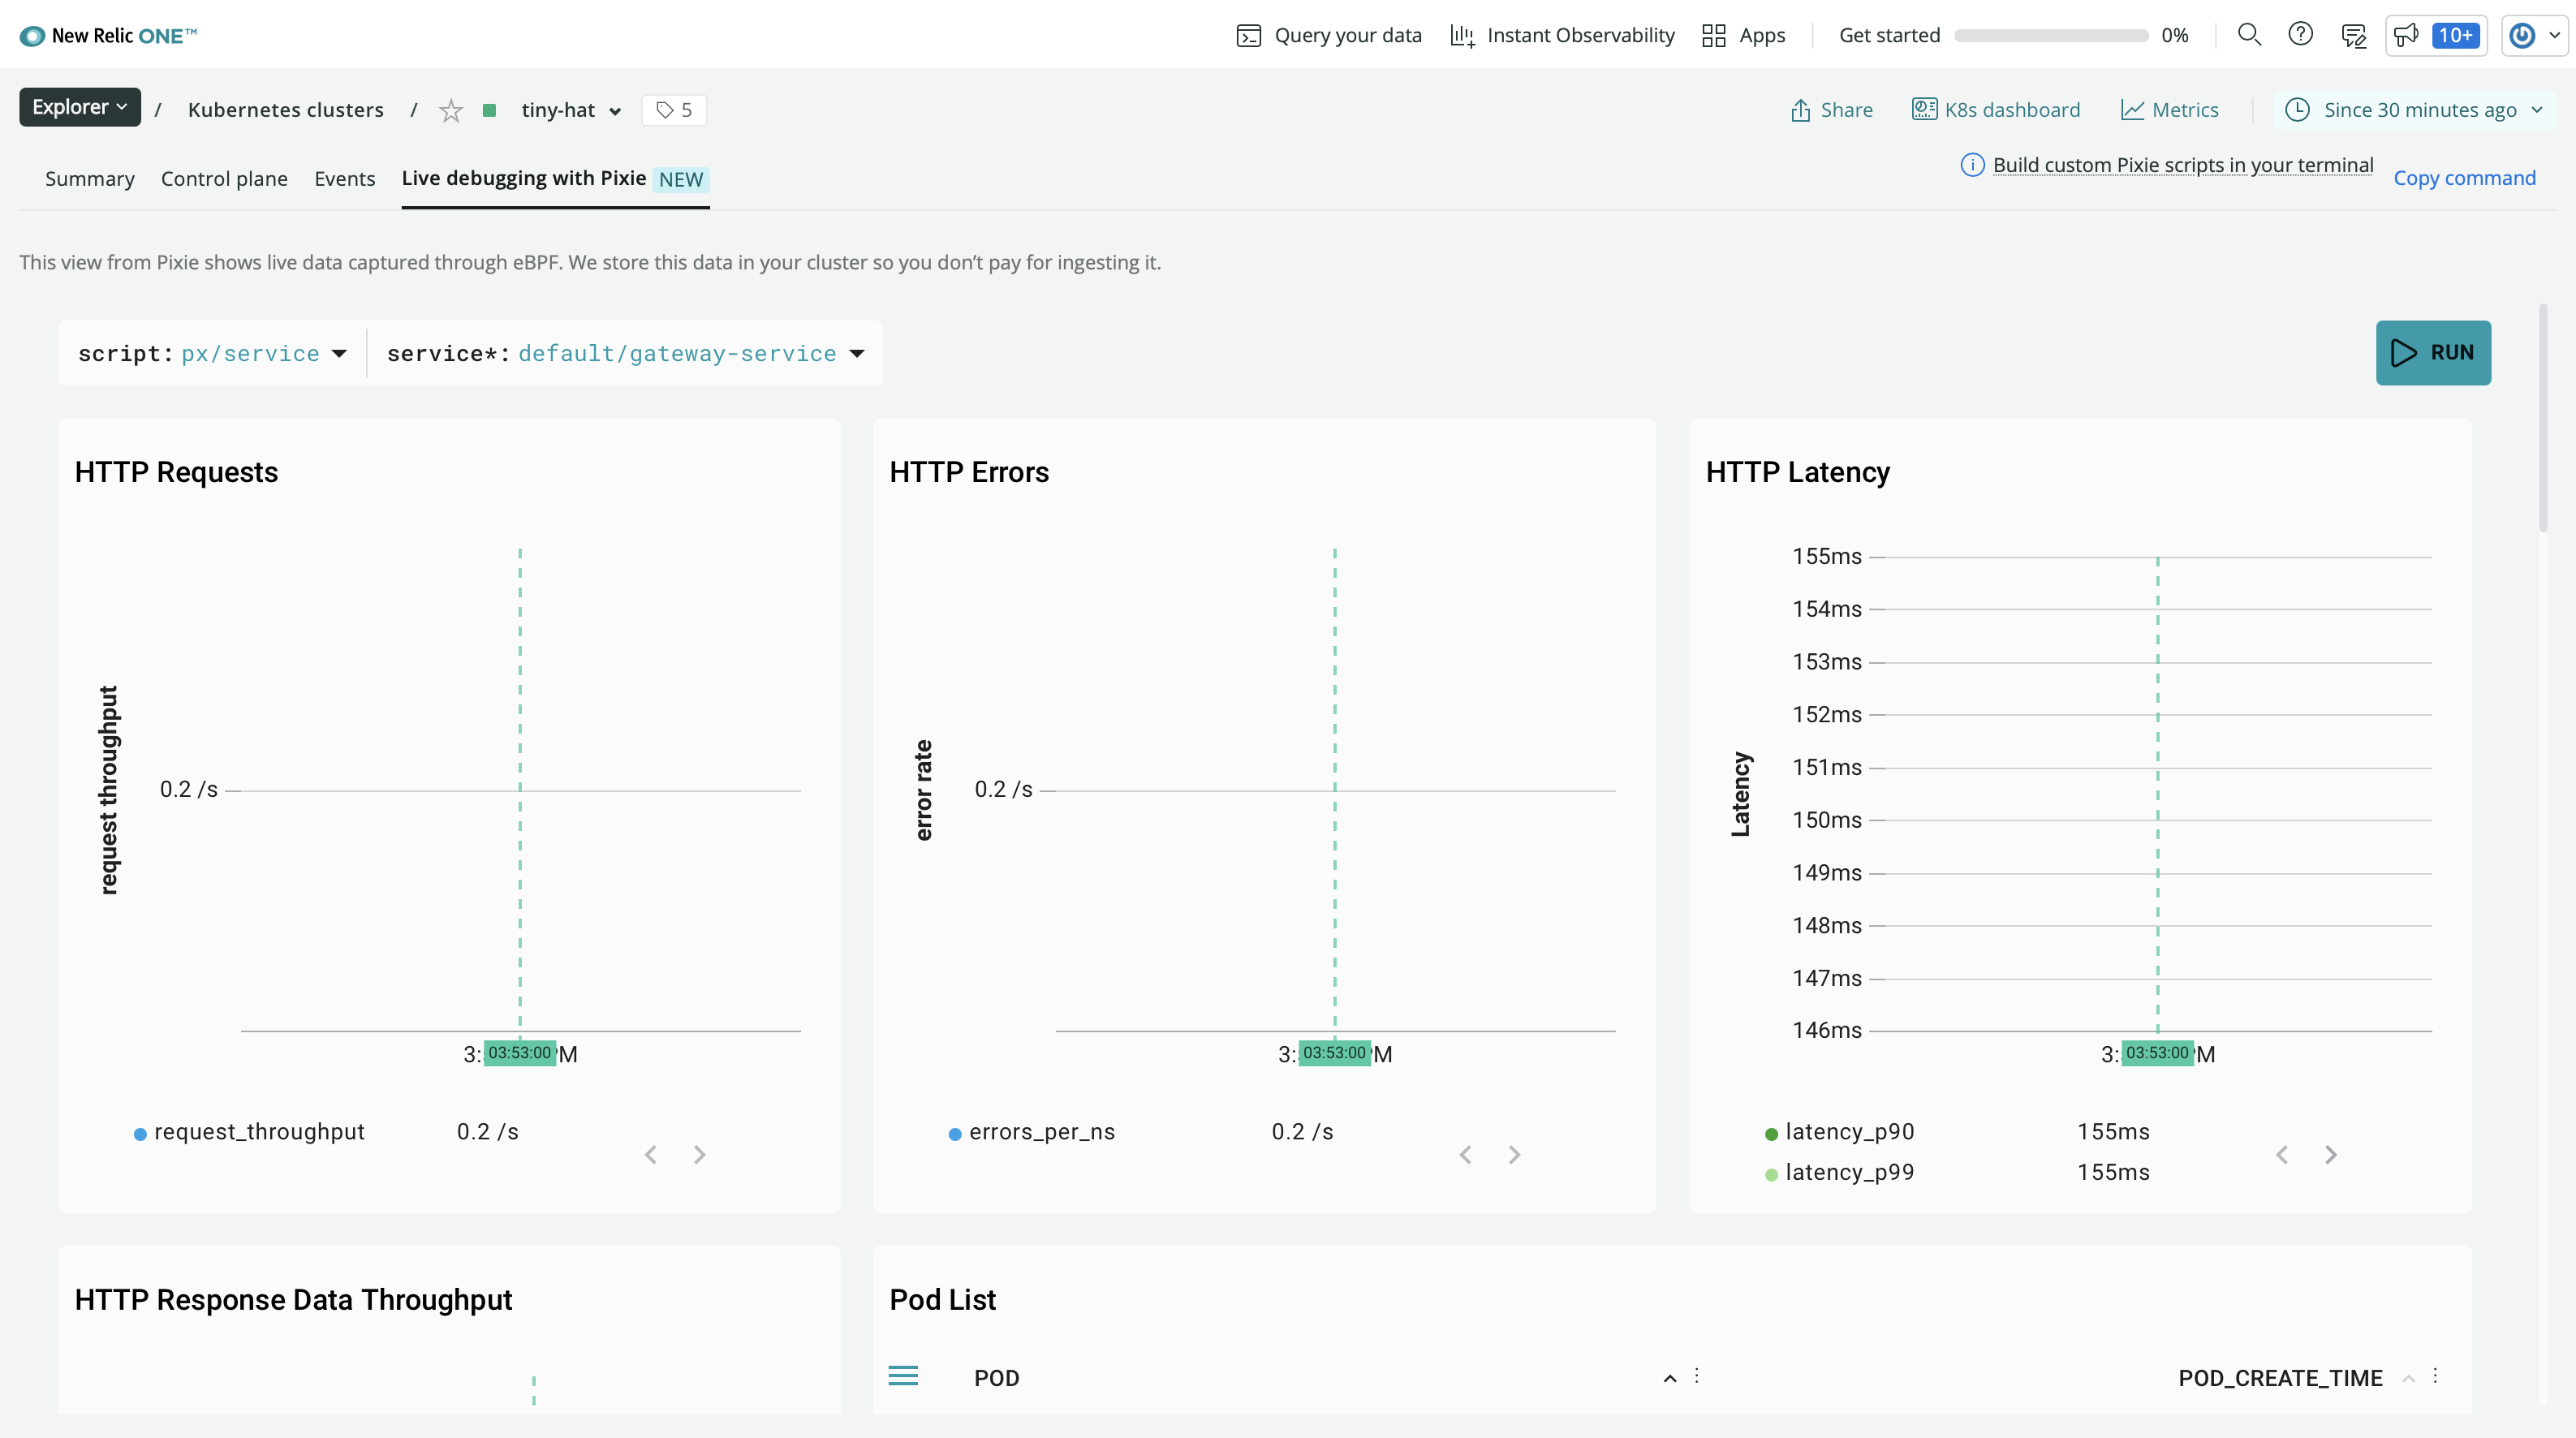 New Relic ONE™
Query your data
Instant Observability
Apps
Get started
0%
10+
Explorer / Kubernetes clusters / tiny-hat 5
Share
K8s dashboard
Metrics
Since 30 minutes ago
Summary
Control plane
Events
Live debugging with Pixie NEW
Build custom Pixie scripts in your terminal
Copy command
This view from Pixie shows live data captured through eBPF. We store this data in your cluster so you don't pay for ingesting it.
script: px/service
service*: default/gateway-service
RUN
HTTP Requests
request throughput
0.2 /s
03:53:00
request_throughput 0.2 /s
HTTP Errors
error rate
0.2 /s
03:53:00
errors_per_ns 0.2 /s
HTTP Latency
Latency
155ms
154ms
153ms
152ms
151ms
150ms
149ms
148ms
147ms
146ms
03:53:00
latency_p90 155ms
latency_p99 155ms
HTTP Response Data Throughput
Pod List
POD
POD_CREATE_TIME